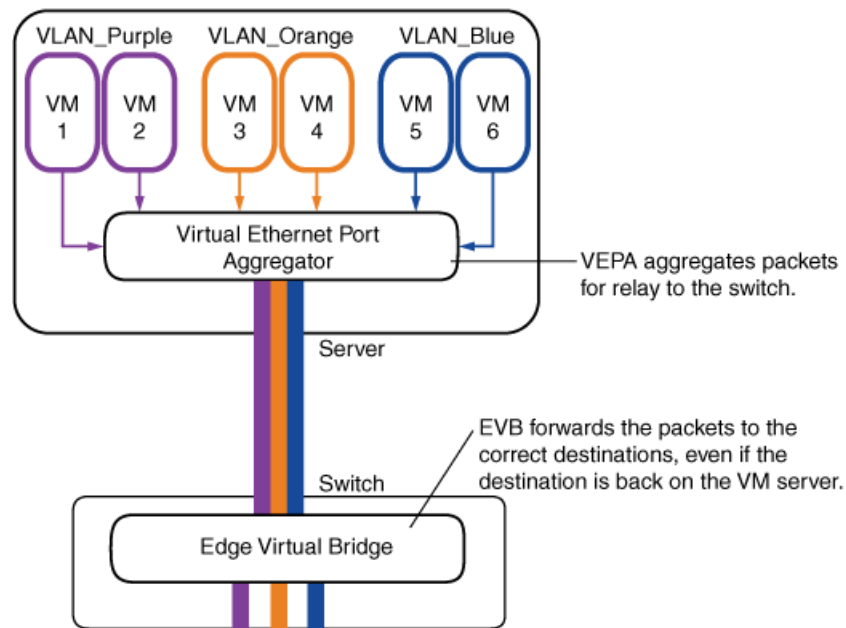 VLAN_Purple
VLAN_Orange
VLAN_Blue
VM
1
VM
2
VM
3
VM
4
VM
5
VM
6
Virtual Ethernet Port
Aggregator
VEPA aggregates packets
for relay to the switch.
Server
EVB forwards the packets to the
correct destinations, even if the
destination is back on the VM server.
Switch
Edge Virtual Bridge